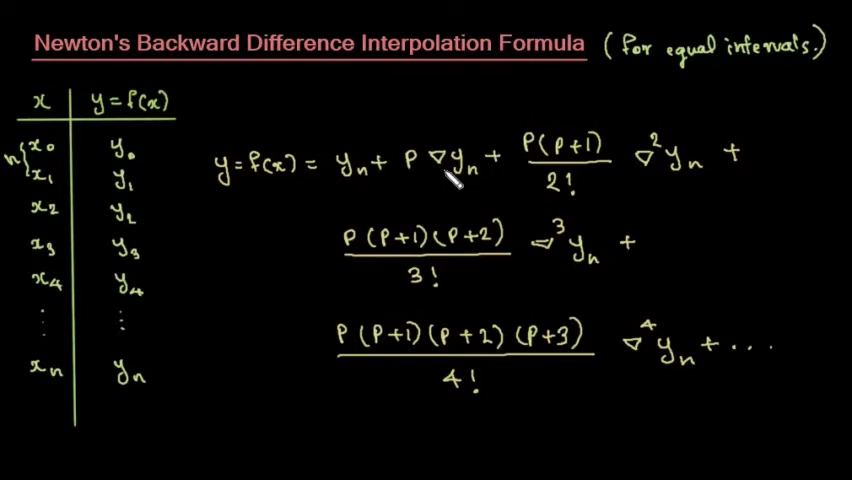 Newton's Backward Difference Interpolation Formula (for equal intervals.)
x y = f(x)
h { x₀ y₀
x₁ y₁
x₂ y₂
x₃ y₃
x₄ y₄
⋮ ⋮
xₙ yₙ
y = f(x) = yₙ + P ∇yₙ + P(P+1)/2! ∇²yₙ +
P(P+1)(P+2)/3! ∇³yₙ +
P(P+1)(P+2)(P+3)/4! ∇⁴yₙ + ....